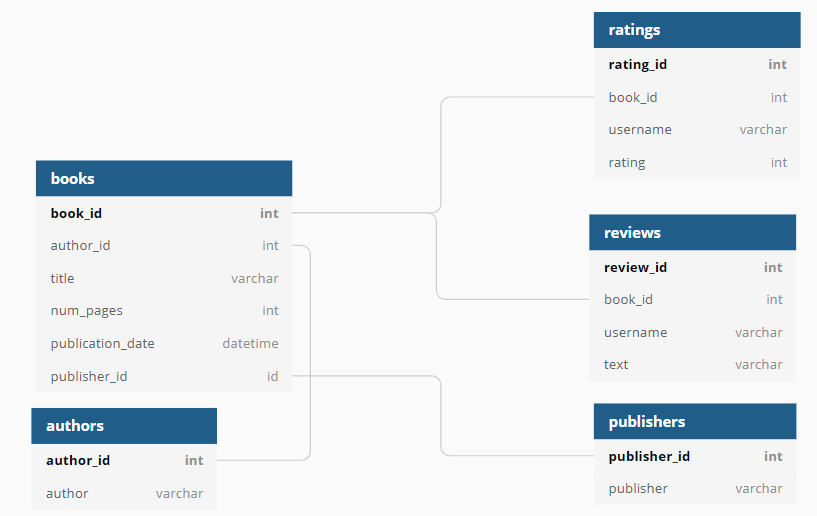 ratings
rating_id int
book_id int
username varchar
rating int
books
book_id int
author_id int
title varchar
num_pages int
publication_date datetime
publisher_id id
reviews
review_id int
book_id int
username varchar
text varchar
authors
author_id int
author varchar
publishers
publisher_id int
publisher varchar